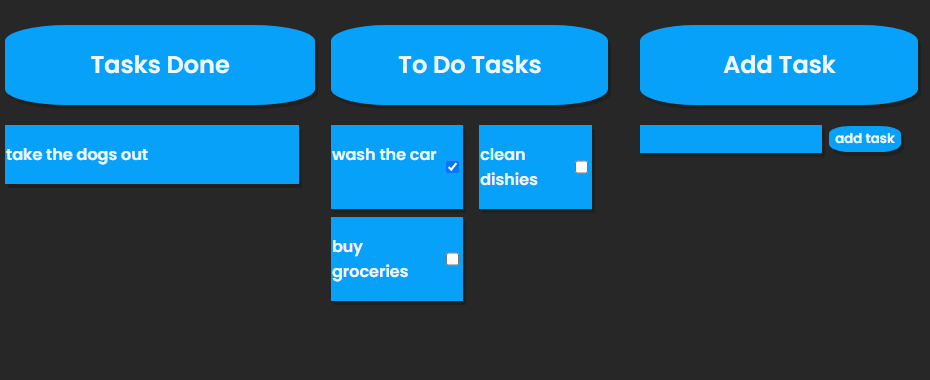 Tasks Done
To Do Tasks
Add Task
take the dogs out
wash the car
clean
dishies
buy
groceries
add task